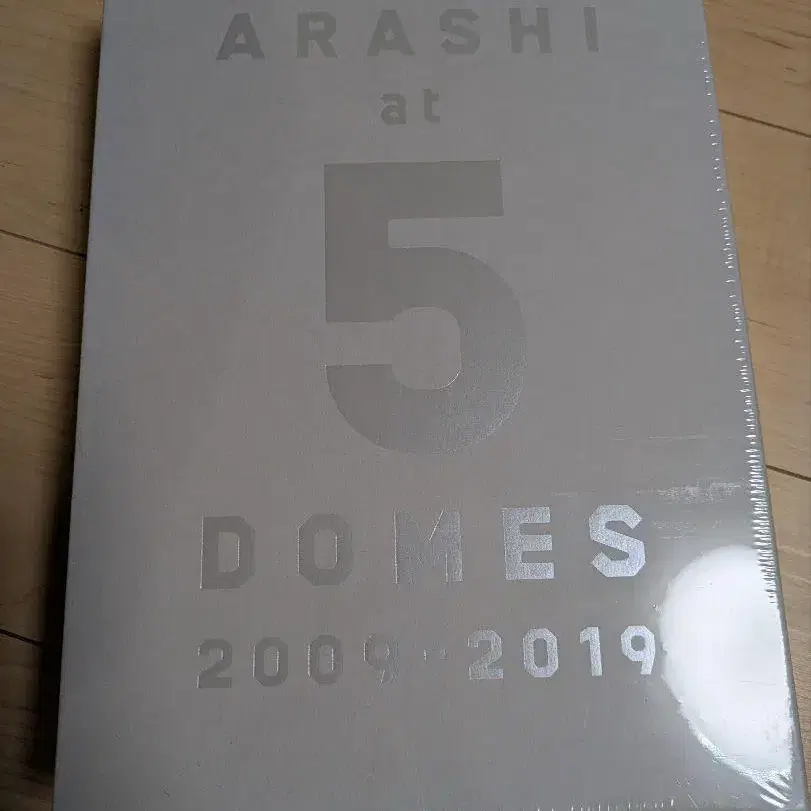 ARASHI
at
5
DOMES
2009-2019